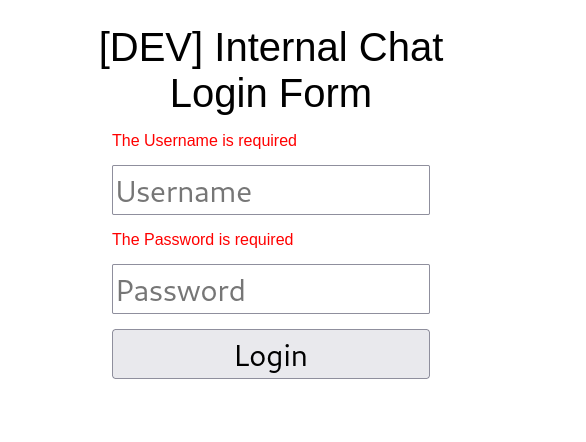 [DEV] Internal Chat
Login Form
The Username is required
Username
The Password is required
Password
Login